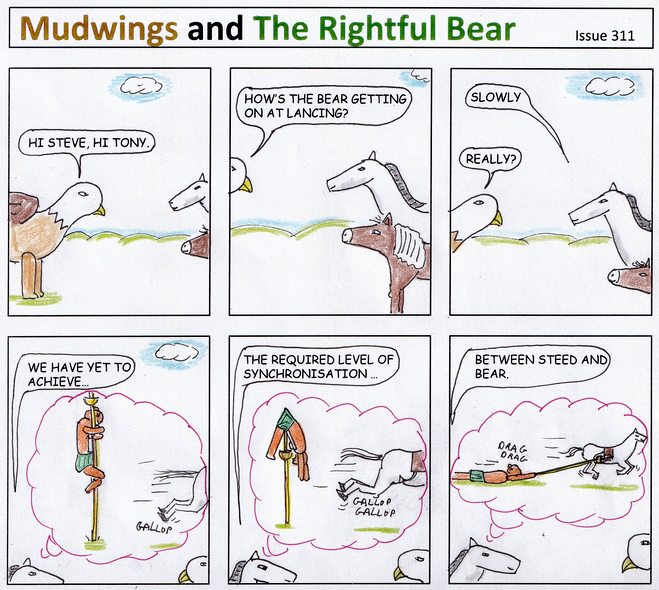 Mudwings and The Rightful Bear
Issue 311
HI STEVE, HI TONY.
HOW'S THE BEAR GETTING
ON AT LANCING?
SLOWLY
REALLY?
WE HAVE YET TO
ACHIEVE...
GALLOP
THE REQUIRED LEVEL OF
SYNCHRONISATION ...
GALLOP
GALLOP
BETWEEN STEED AND
BEAR.
DRAG
DRAG